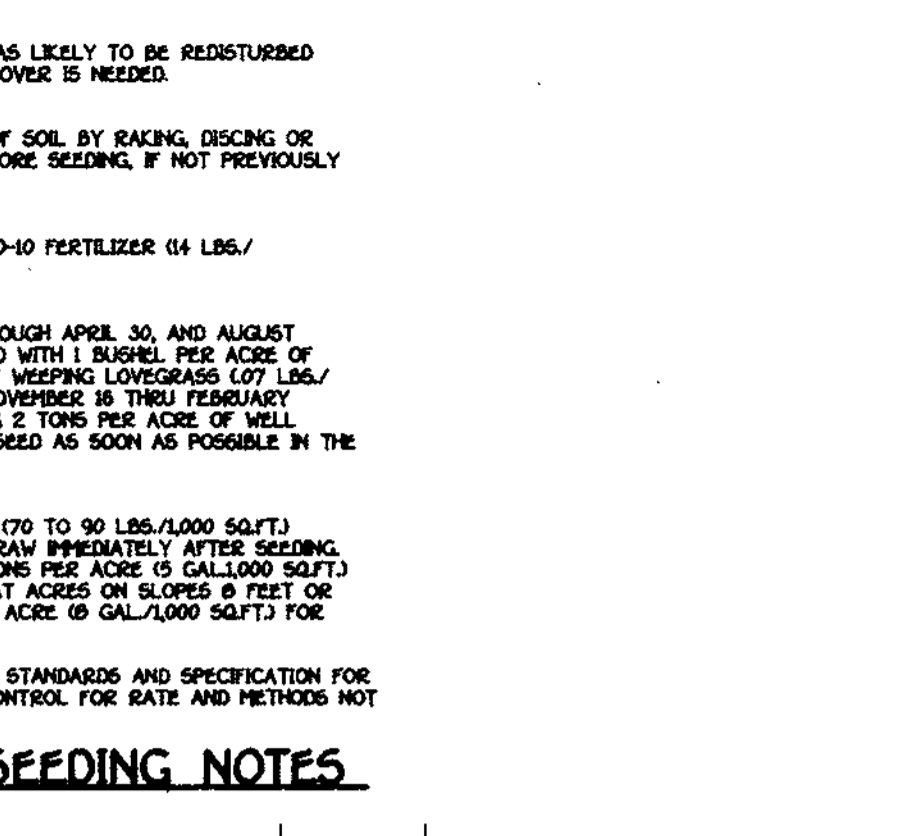 AS LIKELY TO BE REDISTURBED
OVER IS NEEDED.
F SOIL BY RAKING, DISCING OR
ORE SEEDING, IF NOT PREVIOUSLY
0-10 FERTILIZER (14 LBS./
OUGH APRIL 30, AND AUGUST
D WITH 1 BUSHEL PER ACRE OF
WEEPING LOVEGRASS (.07 LBS./
OVEMBER 16 THRU FEBRUARY
2 TONS PER ACRE OF WELL
SEED AS SOON AS POSSIBLE IN THE
(70 TO 90 LBS./1,000 SQ.FT.)
RAW IMMEDIATELY AFTER SEEDING.
ONS PER ACRE (5 GAL.1,000 SQ.FT.)
AT ACRES ON SLOPES 8 FEET OR
ACRE (8 GAL./1,000 SQ.FT.) FOR
STANDARDS AND SPECIFICATION FOR
ONTROL FOR RATE AND METHODS NOT
SEEDING NOTES